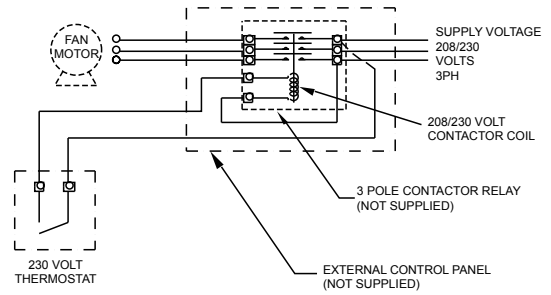 FAN
MOTOR
SUPPLY VOLTAGE
208/230
VOLTS
3PH
208/230 VOLT
CONTACTOR COIL
3 POLE CONTACTOR RELAY
(NOT SUPPLIED)
230 VOLT
THERMOSTAT
EXTERNAL CONTROL PANEL
(NOT SUPPLIED)